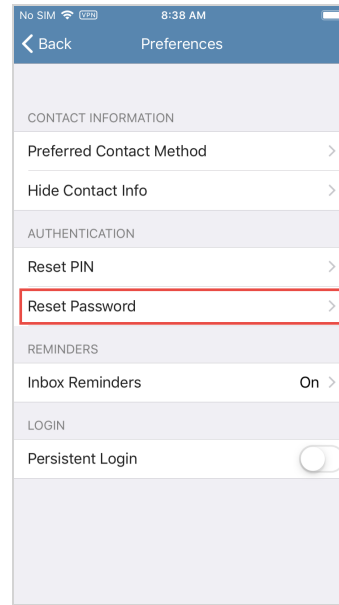 No SIM VPN 8:38 AM
Back Preferences
CONTACT INFORMATION
Preferred Contact Method
Hide Contact Info
AUTHENTICATION
Reset PIN
Reset Password
REMINDERS
Inbox Reminders On
LOGIN
Persistent Login